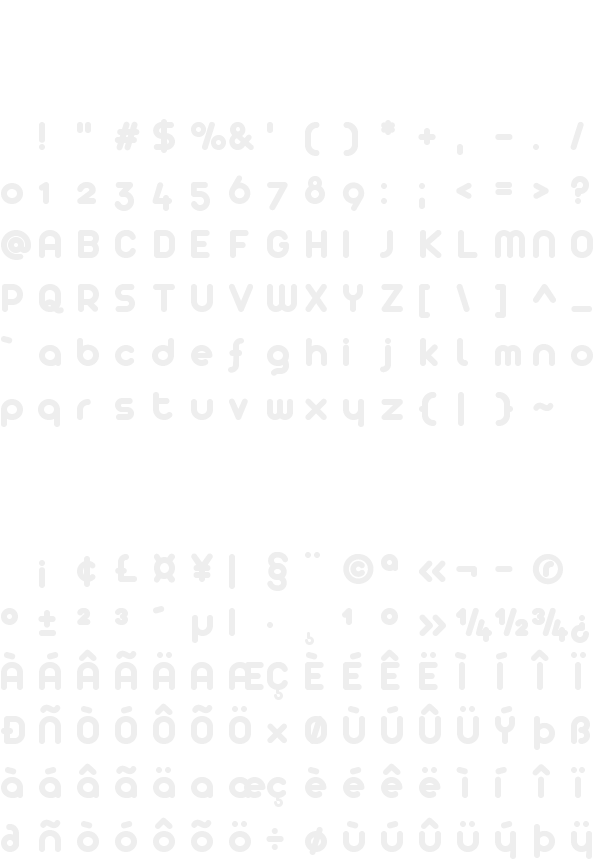 ! " # $ % & ' ( ) * + , - . /
0 1 2 3 4 5 6 7 8 9 : ; < = > ?
@ A B C D E F G H I J K L M N O
P Q R S T U V W X Y Z [ \ ] ^ _
` a b c d e f g h i j k l m n o
p q r s t u v w x y z { | } ~
¡ ¢ £ ¤ ¥ | § ¨ © ª « ¬ - ®
° ± ² ³ ´ µ | · ¸ ¹ º » ¼ ½ ¾ ¿
À Á Â Ã Ä A Æ Ç È É Ê Ë Ì Í Î Ï
Ð Ñ Ò Ó Ô Õ Ö × Ø Ù Ú Û Ü Ý þ ß
à á â ã ä a æ ç è é ê ë ì í î ï
ð ñ ò ó ô õ ö ÷ ø ù ú û ü ý þ ÿ